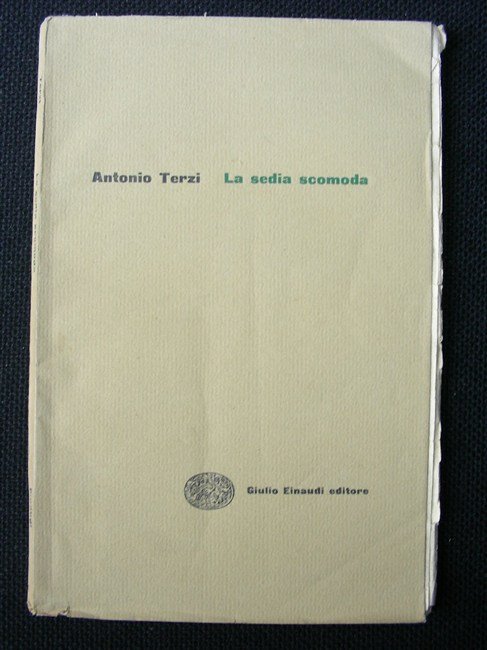 Antonio Terzi La sedia scomoda
Giulio Einaudi editore